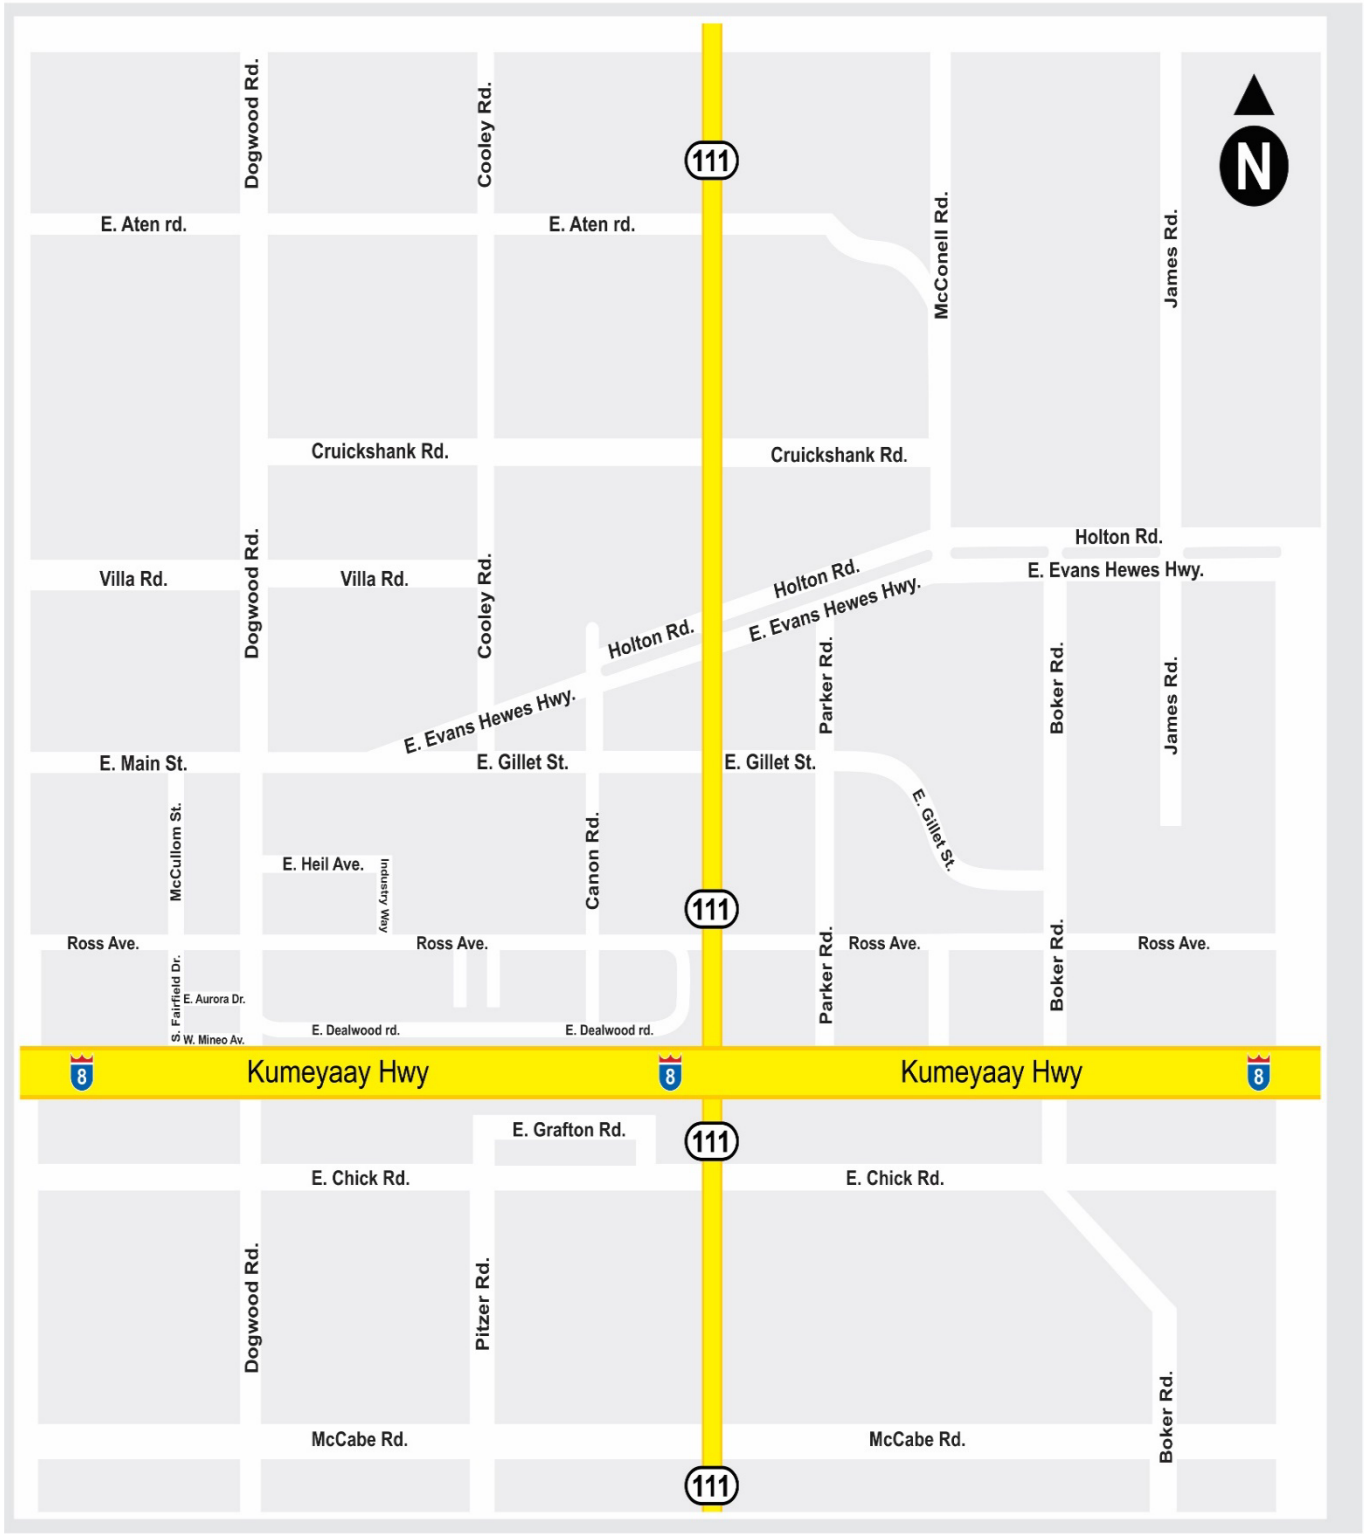 Dogwood Rd.
Cooley Rd.
111
N
E. Aten rd.
E. Aten rd.
McConell Rd.
James Rd.
Cruickshank Rd.
Cruickshank Rd.
Dogwood Rd.
Villa Rd.
Villa Rd.
Cooley Rd.
Holton Rd.
E. Evans Hewes Hwy.
Holton Rd.
E. Evans Hewes Hwy.
Holton Rd.
E. Evans Hewes Hwy.
Parker Rd.
Boker Rd.
James Rd.
E. Main St.
E. Gillet St.
E. Gillet St.
E. Gillet St.
McCullom St.
E. Heil Ave.
Industry Way
Canon Rd.
111
Ross Ave.
Ross Ave.
Parker Rd.
Ross Ave.
Boker Rd.
Ross Ave.
S. Fairfield Dr.
E. Aurora Dr.
W. Mineo Av.
E. Dealwood rd.
E. Dealwood rd.
8
Kumeyaay Hwy
8
Kumeyaay Hwy
8
E. Grafton Rd.
111
E. Chick Rd.
E. Chick Rd.
Dogwood Rd.
Pitzer Rd.
Boker Rd.
McCabe Rd.
McCabe Rd.
111